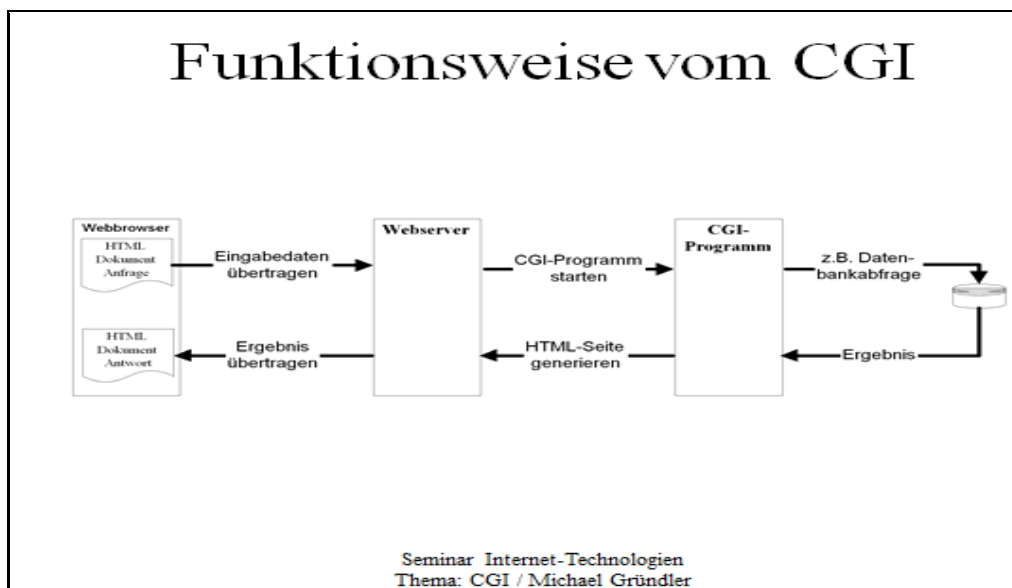 Funktionsweise vom CGI
Webbrowser
HTML
Dokument
Anfrage
Eingabedaten
übertragen
Webserver
CGI-Programm
starten
CGI-
Programm
z.B. Daten-
bankabfrage
HTML
Dokument
Antwort
Ergebnis
übertragen
HTML-Seite
generieren
Ergebnis
Seminar Internet-Technologien
Thema: CGI / Michael Gründler